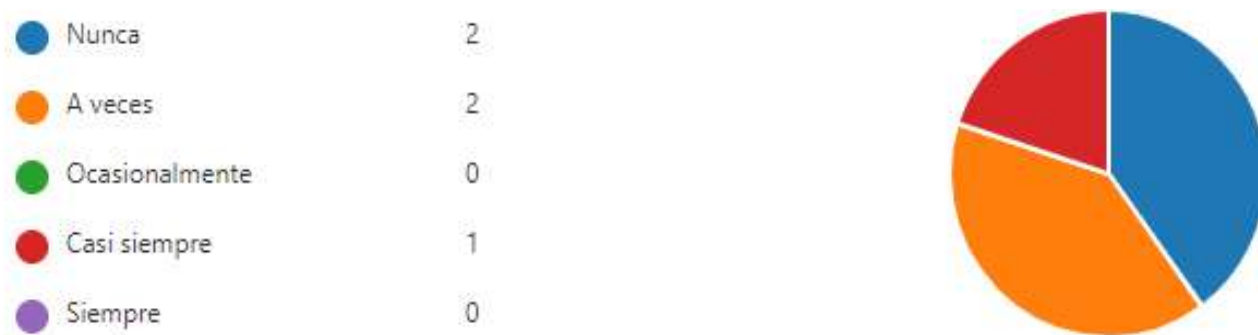 Nunca 2
A veces 2
Ocasionalmente 0
Casi siempre 1
Siempre 0